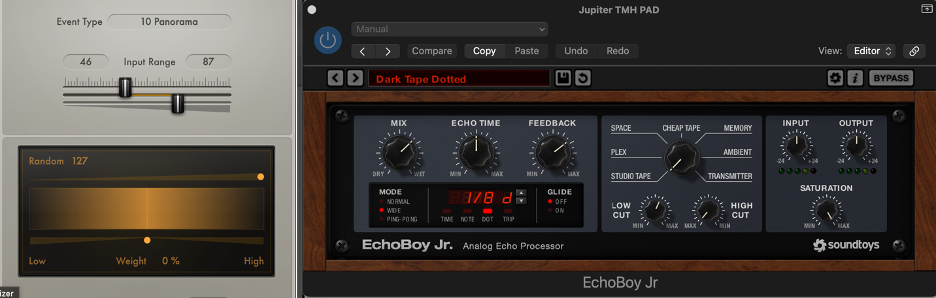 Event Type
10 Panorama
46
Input Range
87
Random 127
Low
Weight
0 %
High
izer
Jupiter TMH PAD
Manual
Compare
Copy
Paste
Undo
Redo
View:
Editor
Dark Tape Dotted
i
BYPASS
MIX
ECHO TIME
FEEDBACK
DRY
WET
MIN
MAX
MIN
MAX
MODE
NORMAL
WIDE
PING-PONG
1/8 d
TIME
NOTE
DOT
TRIP
GLIDE
OFF
ON
EchoBoy Jr.
Analog Echo Processor
SPACE
CHEAP TAPE
MEMORY
PLEX
AMBIENT
STUDIO TAPE
TRANSMITTER
LOW
CUT
MIN
MAX
MAX
MIN
HIGH
CUT
INPUT
OUTPUT
-24
+24
-24
+24
SATURATION
MIN
MAX
soundtoys
EchoBoy Jr